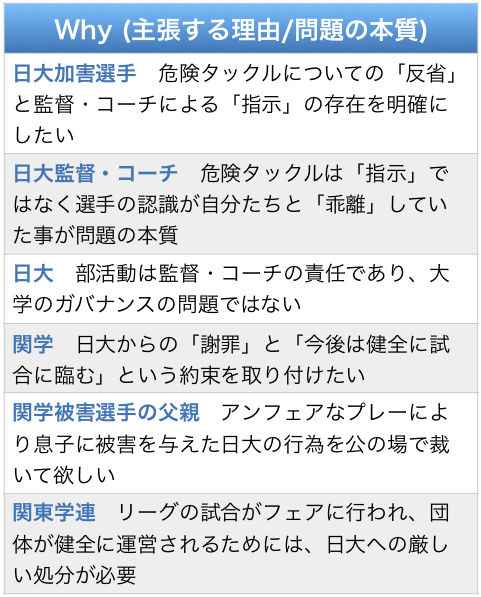 Why (主張する理由/問題の本質)
日大加害選手　危険タックルについての「反省」
と監督・コーチによる「指示」の存在を明確に
したい
日大監督・コーチ　危険タックルは「指示」で
はなく選手の認識が自分たちと「乖離」してい
た事が問題の本質
日大　部活動は監督・コーチの責任であり、大
学のガバナンスの問題ではない
関学　日大からの「謝罪」と「今後は健全に試
合に臨む」という約束を取り付けたい
関学被害選手の父親　アンフェアなプレーによ
り息子に被害を与えた日大の行為を公の場で裁
いて欲しい
関東学連　リーグの試合がフェアに行われ、団
体が健全に運営されるためには、日大への厳し
い処分が必要